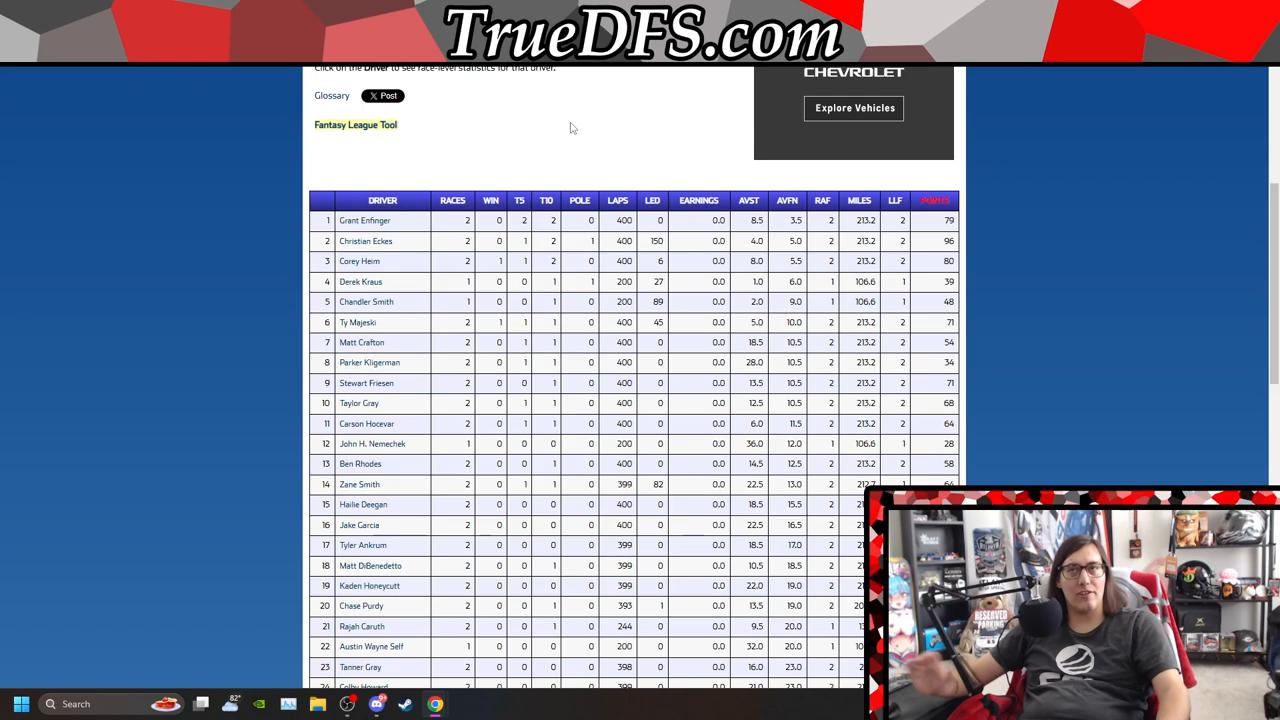 TrueDFS.com
Click on the Driver to see race-level statistics for that driver.
CHEVROLET
Glossary X Post
Explore Vehicles
Fantasy League Tool
DRIVER RACES WIN T5 T10 POLE LAPS LED EARNINGS AVST AVFN RAF MILES LLF POINTS
1 Grant Enfinger 2 0 2 2 0 400 0 0.0 8.5 3.5 2 213.2 2 79
2 Christian Eckes 2 0 1 2 1 400 150 0.0 4.0 5.0 2 213.2 2 96
3 Corey Heim 2 1 1 2 0 400 6 0.0 8.0 5.5 2 213.2 2 80
4 Derek Kraus 1 0 0 1 1 200 27 0.0 1.0 6.0 1 106.6 1 39
5 Chandler Smith 1 0 0 1 0 200 89 0.0 2.0 9.0 1 106.6 1 48
6 Ty Majeski 2 1 1 1 0 400 45 0.0 5.0 10.0 2 213.2 2 71
7 Matt Crafton 2 0 1 1 0 400 0 0.0 18.5 10.5 2 213.2 2 54
8 Parker Kligerman 2 0 1 1 0 400 0 0.0 28.0 10.5 2 213.2 2 34
9 Stewart Friesen 2 0 0 1 0 400 0 0.0 13.5 10.5 2 213.2 2 71
10 Taylor Gray 2 0 1 1 0 400 0 0.0 12.5 10.5 2 213.2 2 68
11 Carson Hocevar 2 0 1 1 0 400 0 0.0 6.0 11.5 2 213.2 2 64
12 John H. Nemechek 1 0 0 0 0 200 0 0.0 36.0 12.0 1 106.6 1 28
13 Ben Rhodes 2 0 0 1 0 400 0 0.0 14.5 12.5 2 213.2 2 58
14 Zane Smith 2 0 1 1 0 399 82 0.0 22.5 13.0 2
15 Hailie Deegan 2 0 0 0 0 400 0 0.0 18.5 15.5 2
16 Jake Garcia 2 0 0 0 0 400 0 0.0 22.5 16.5 2
17 Tyler Ankrum 2 0 0 0 0 399 0 0.0 18.5 17.0 2
18 Matt DiBenedetto 2 0 0 1 0 399 0 0.0 10.5 18.5 2
19 Kaden Honeycutt 2 0 0 0 0 399 0 0.0 22.0 19.0 2
20 Chase Purdy 2 0 0 1 0 393 1 0.0 13.5 19.0 2
21 Rajah Caruth 2 0 0 1 0 244 0 0.0 9.5 20.0 1
22 Austin Wayne Self 1 0 0 0 0 200 0 0.0 32.0 20.0 1
23 Tanner Gray 2 0 0 0 0 398 0 0.0 16.0 23.0 2
24 Colby Howard 2 0 0 0 0 399 0 0.0 21.0 23.0 2
RESERVED
PARKING
Search
82°